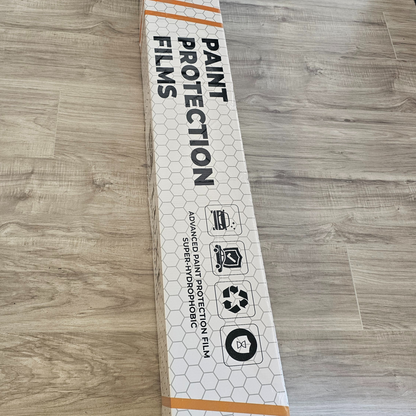 PAINT
PROTECTION
FILMS
ADVANCED PAINT PROTECTION FILM
SUPER-HYDROPHOBIC